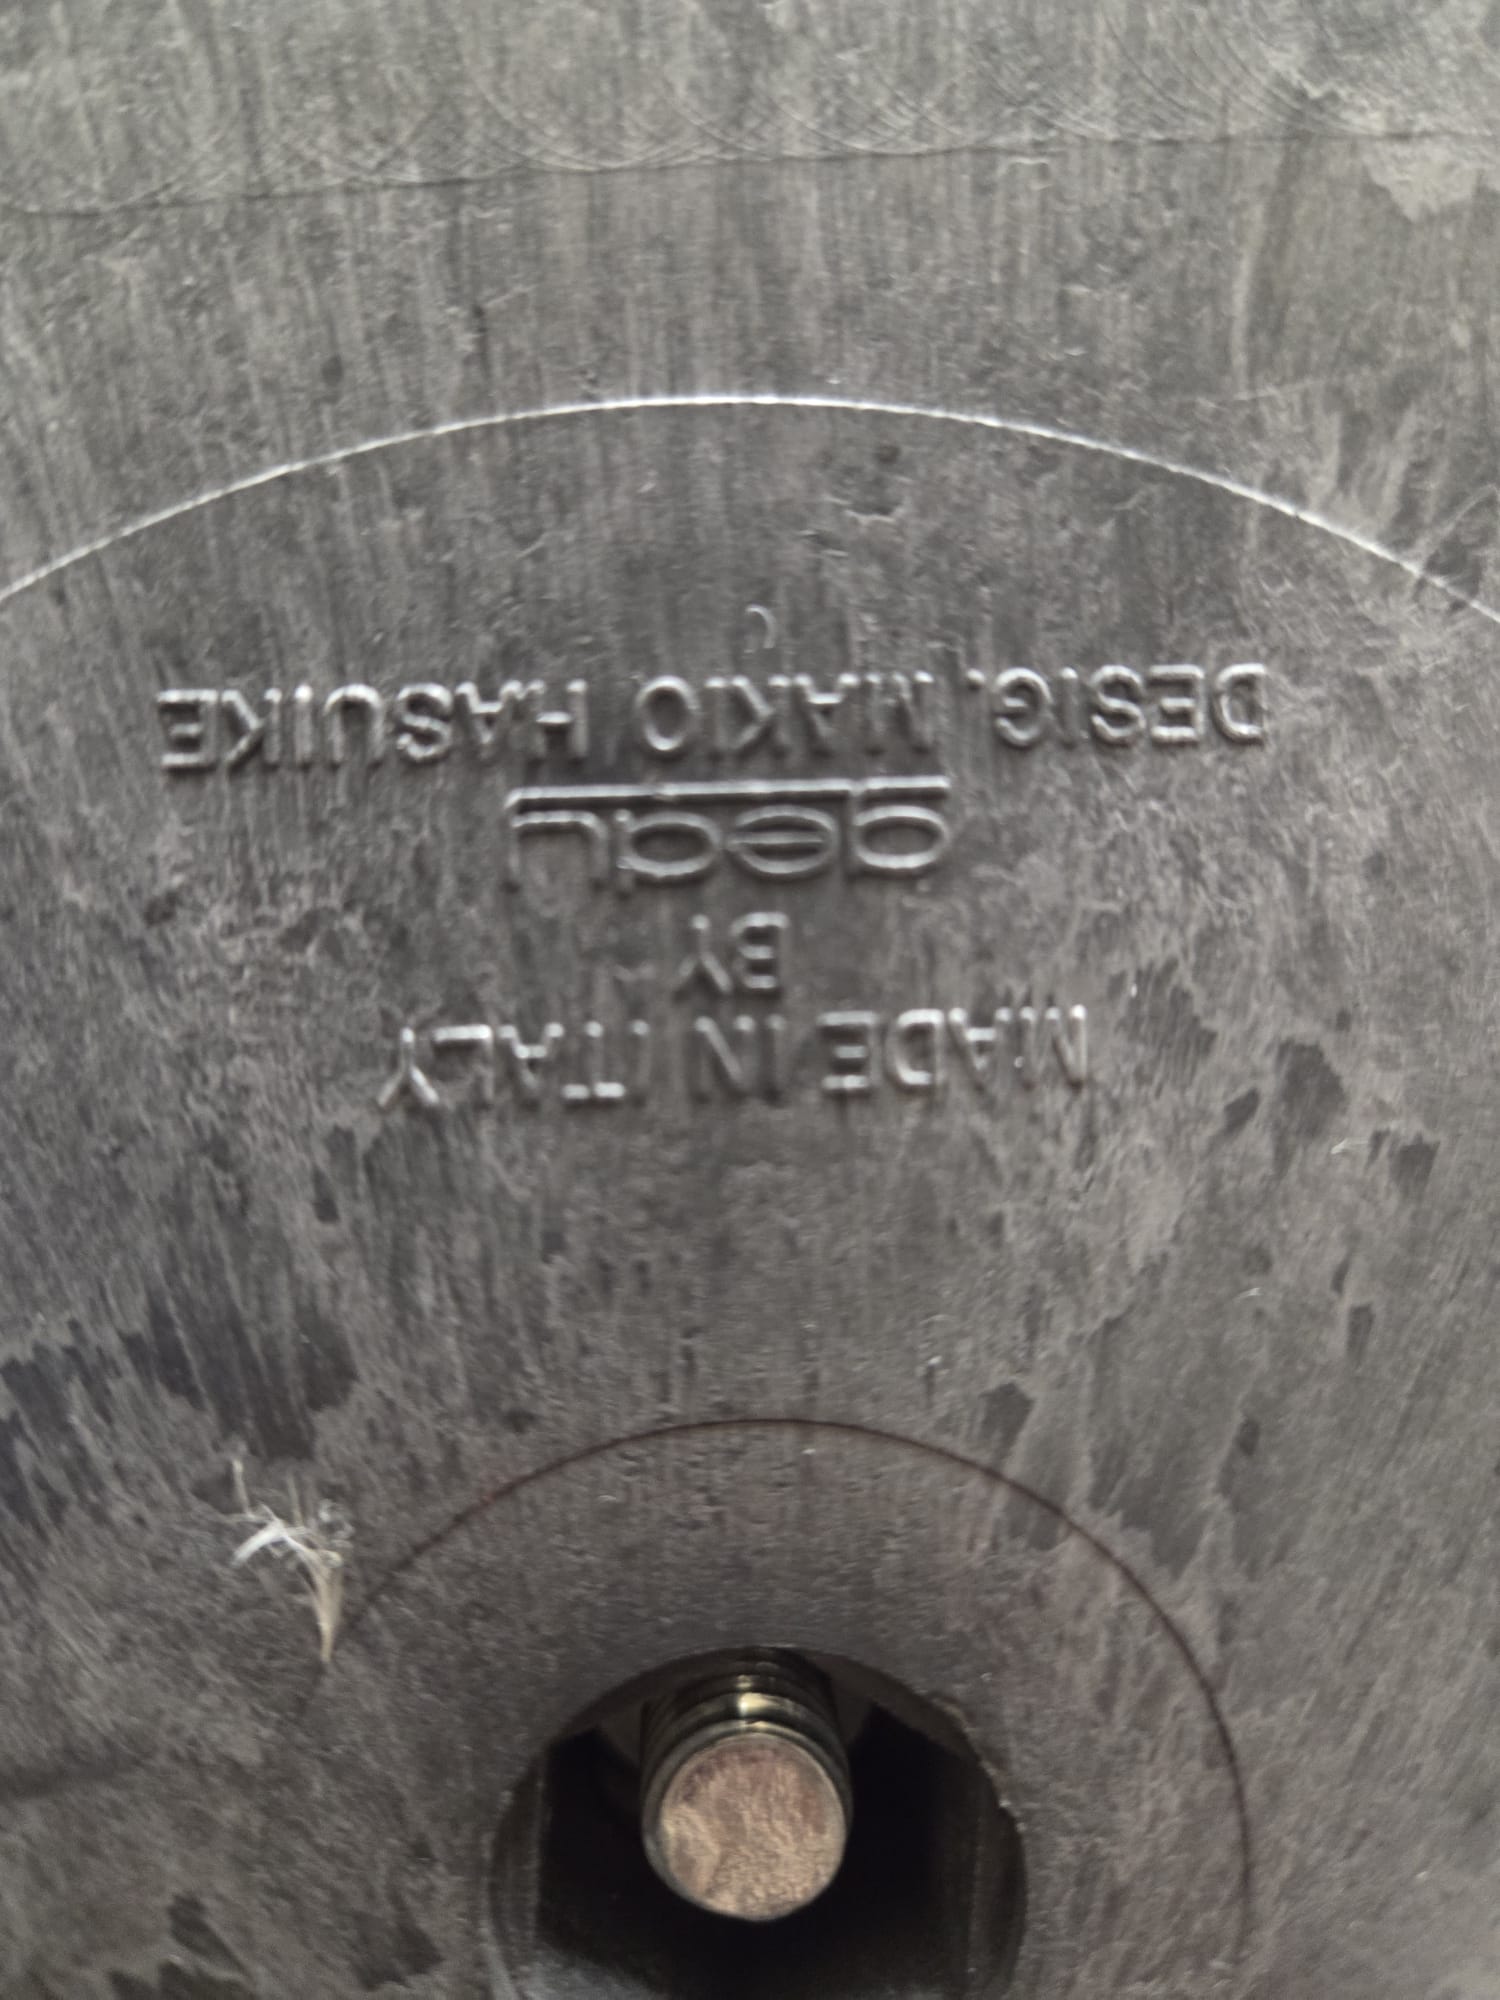 MADE IN ITALY
BY
gedy
DESIG. MAKIO HASUIKE